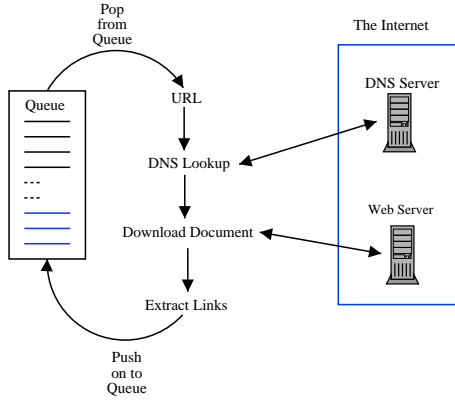 Pop
from
Queue
The Internet
Queue
URL
DNS Server
DNS Lookup
Web Server
Download Document
Extract Links
Push
on to
Queue